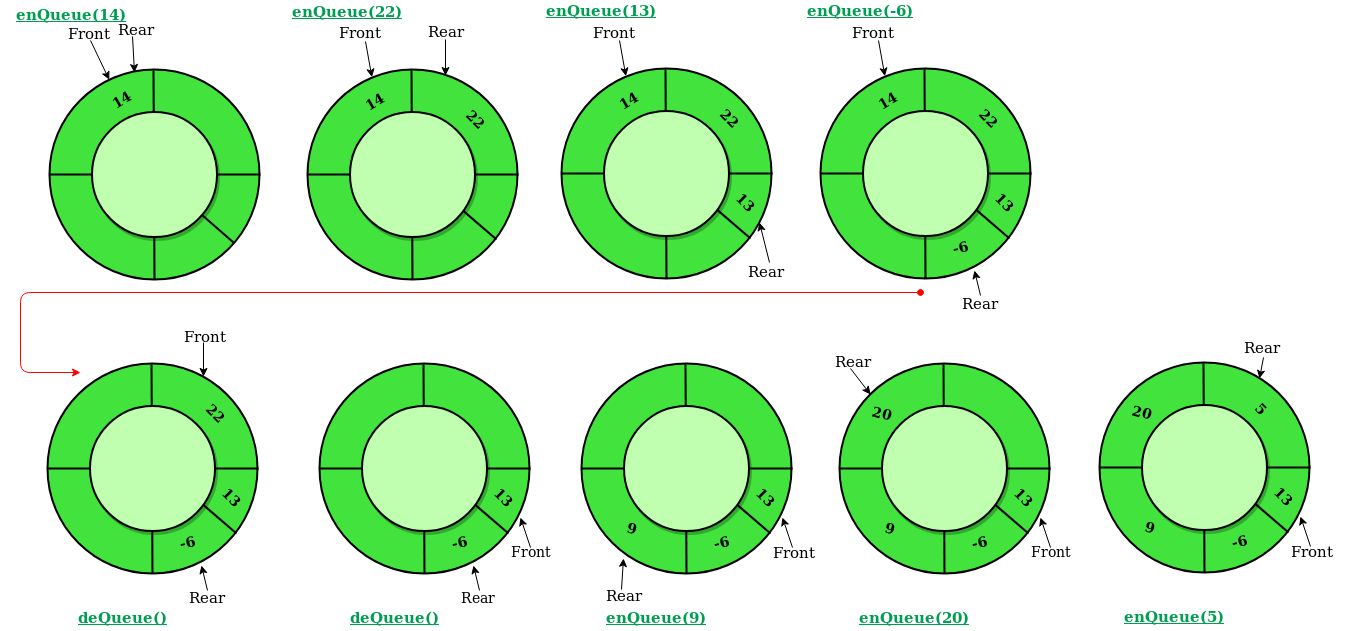 enQueue(14)
Front
Rear
14
enQueue(22)
Front
Rear
14
22
enQueue(13)
Front
14
22
13
Rear
enQueue(-6)
Front
14
22
13
-6
Rear
Front
22
13
-6
Rear
deQueue()
13
-6
Front
Rear
deQueue()
13
9
-6
Front
Rear
enQueue(9)
Rear
20
13
9
-6
Front
enQueue(20)
Rear
20
5
13
9
-6
Front
enQueue(5)